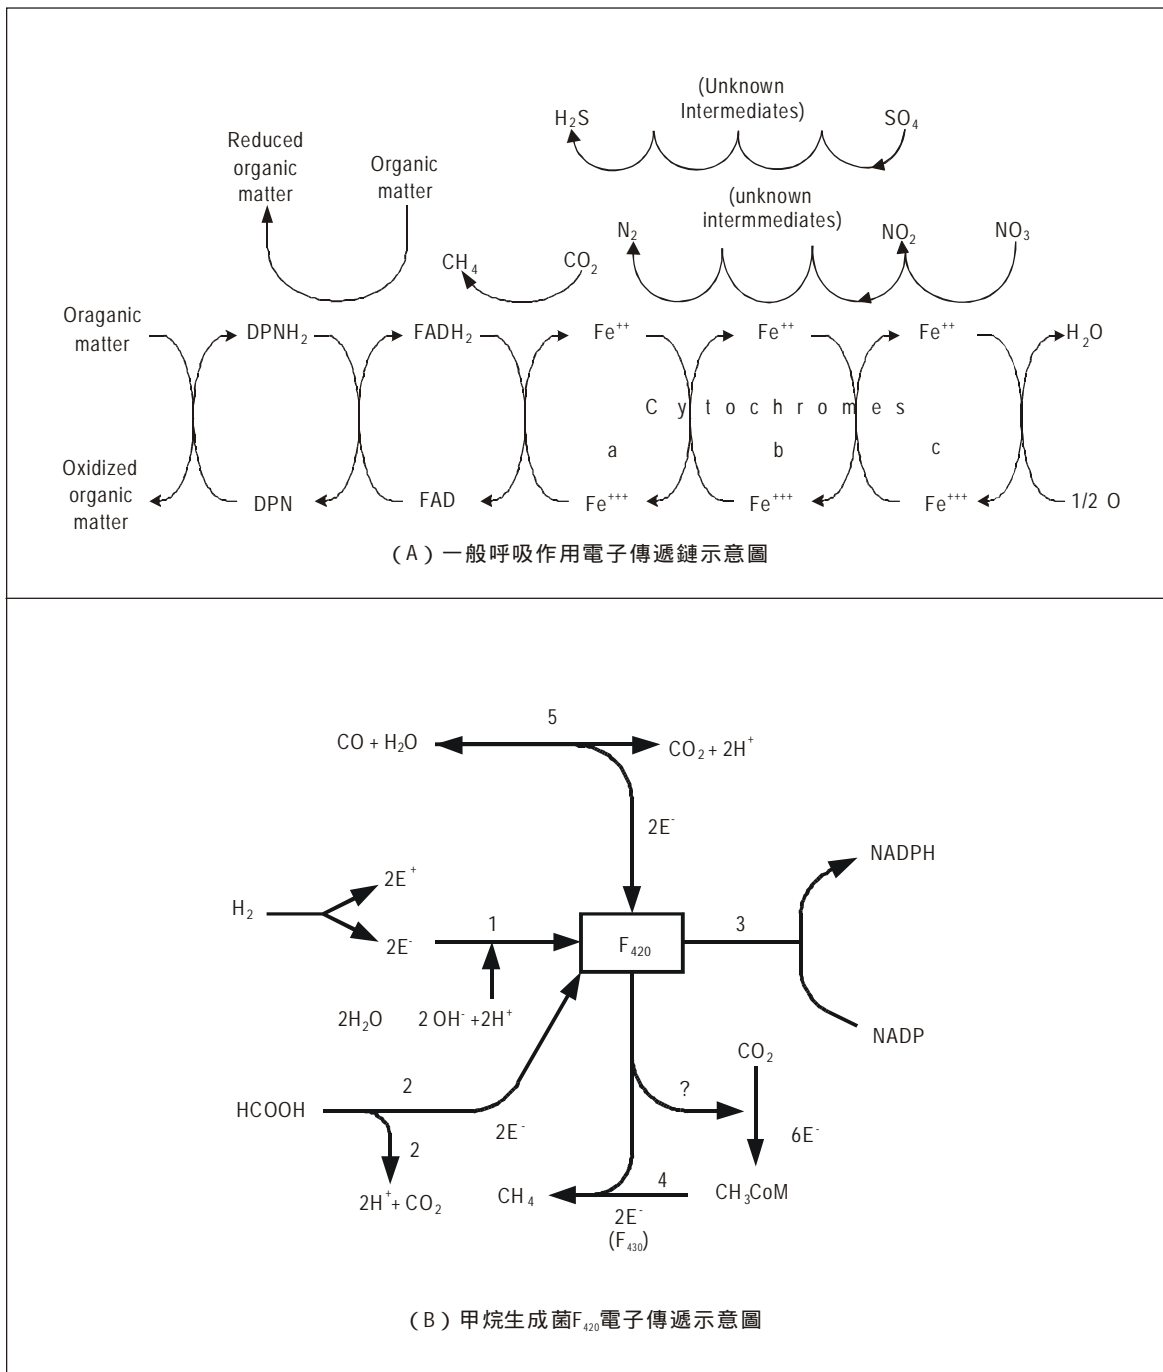 (Unknown
Intermediates)
H₂S
SO₄
Reduced
organic
matter
Organic
matter
(unknown
intermmediates)
N₂
NO₂
NO₃
CH₄
CO₂
Oraganic
matter
DPNH₂
FADH₂
Fe⁺⁺
Fe⁺⁺
Fe⁺⁺
H₂O
Cytochromes
a
b
c
Oxidized
organic
matter
DPN
FAD
Fe⁺⁺⁺
Fe⁺⁺⁺
Fe⁺⁺⁺
1/2 O
(A)一般呼吸作用電子傳遞鏈示意圖
5
CO + H₂O
CO₂ + 2H⁺
2E⁻
NADPH
2E⁺
H₂
2E⁻
1
F₄₂₀
3
2H₂O
2 OH⁻ +2H⁺
NADP
CO₂
2
?
HCOOH
2E⁻
6E⁻
2
4
2H⁺ + CO₂
CH₄
CH₃CoM
2E⁻
(F₄₃₀)
(B)甲烷生成菌F₄₂₀電子傳遞示意圖